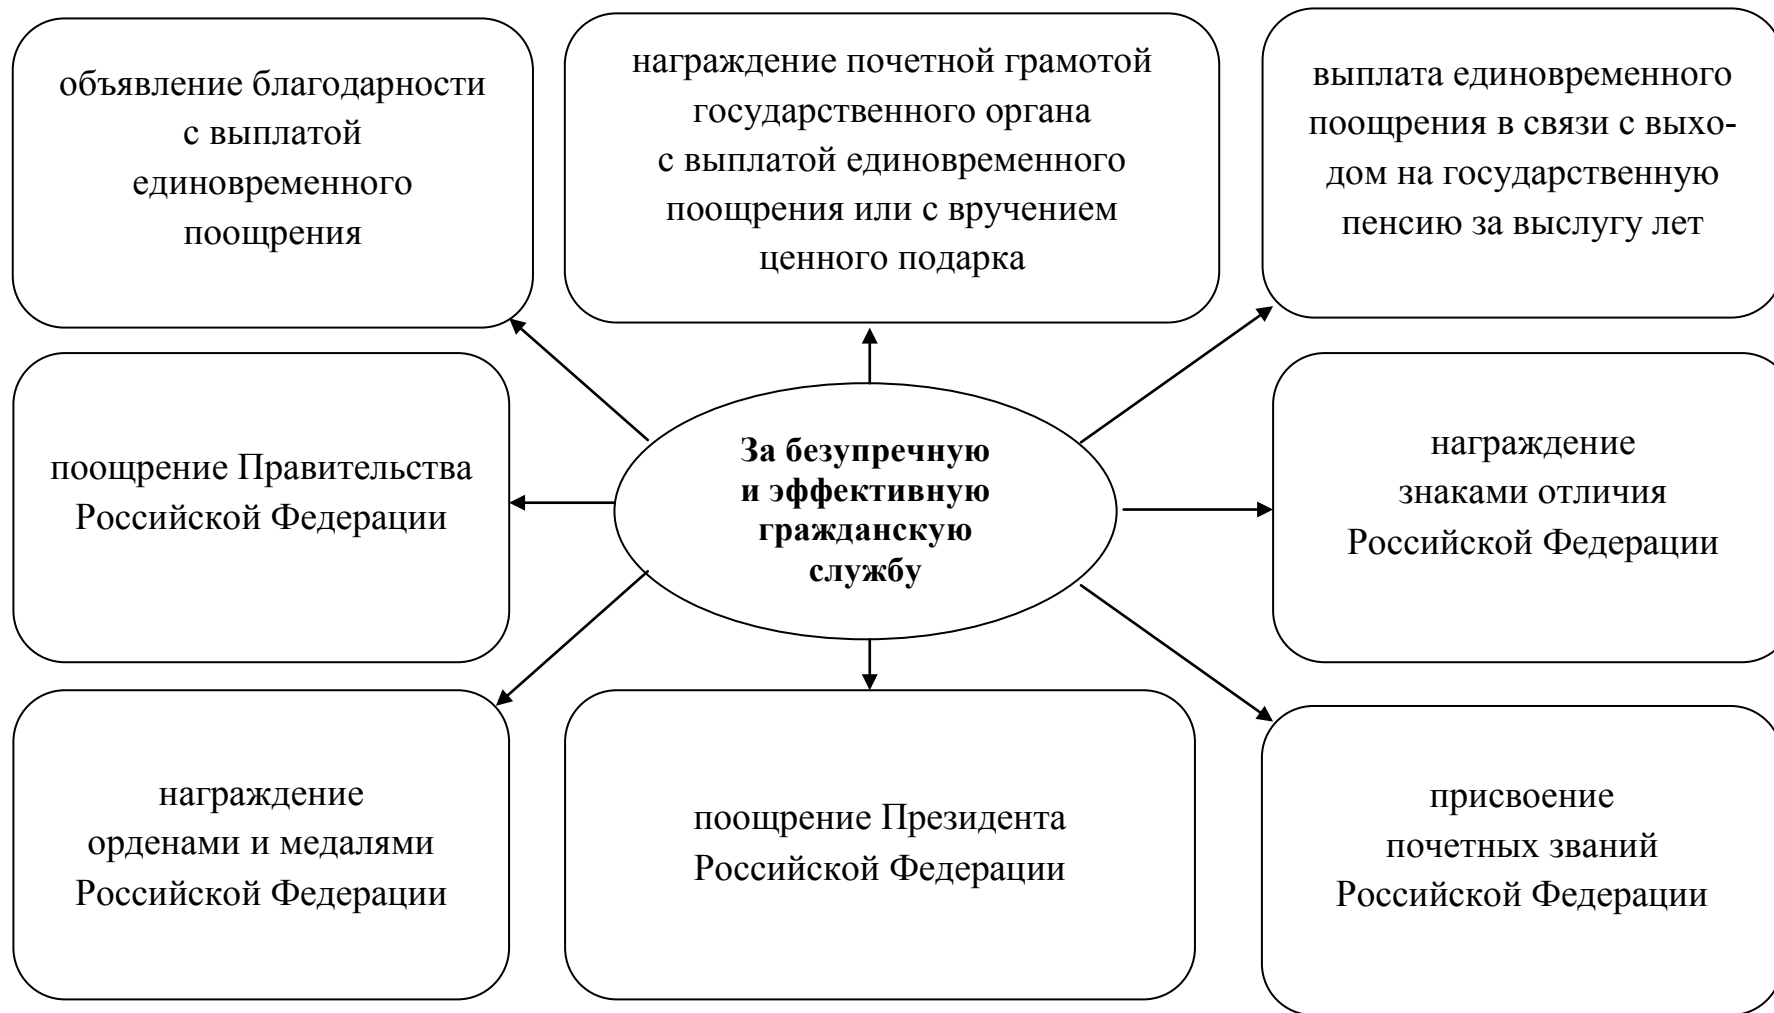 объявление благодарности
с выплатой
единовременного
поощрения
награждение почетной грамотой
государственного органа
с выплатой единовременного
поощрения или с вручением
ценного подарка
выплата единовременного
поощрения в связи с выхо-
дом на государственную
пенсию за выслугу лет
поощрение Правительства
Российской Федерации
За безупречную
и эффективную
гражданскую
службу
награждение
знаками отличия
Российской Федерации
награждение
орденами и медалями
Российской Федерации
поощрение Президента
Российской Федерации
присвоение
почетных званий
Российской Федерации